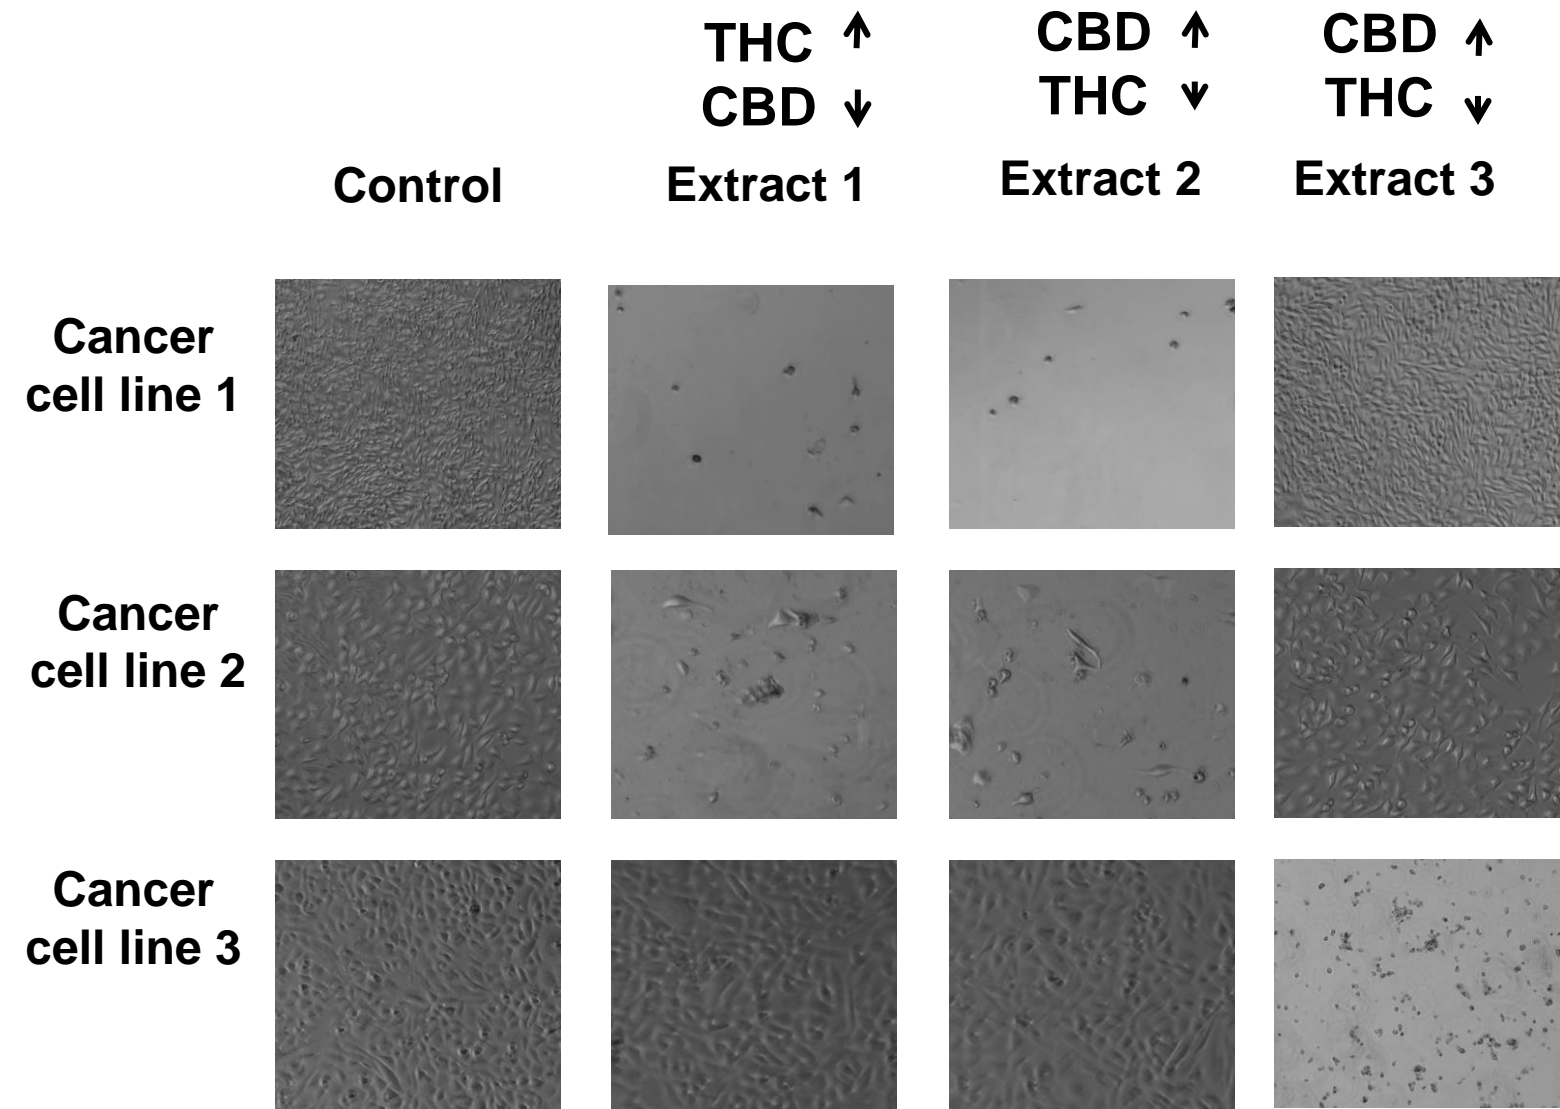 THC ↑ CBD ↑ CBD ↑
CBD ↓ THC ↓ THC ↓
Control Extract 1 Extract 2 Extract 3
Cancer
cell line 1
Cancer
cell line 2
Cancer
cell line 3